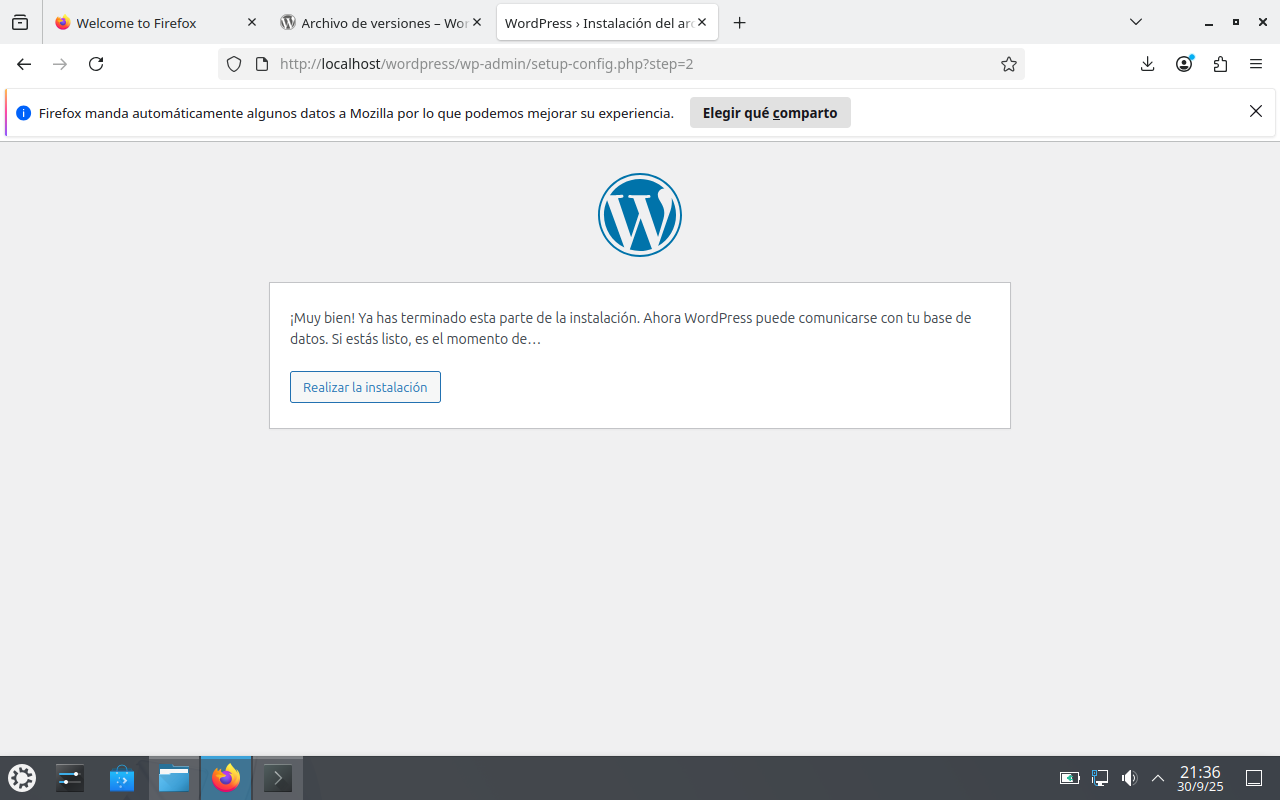 Welcome to Firefox
Archivo de versiones – Wor
WordPress › Instalación del ar
http://localhost/wordpress/wp-admin/setup-config.php?step=2
Firefox manda automáticamente algunos datos a Mozilla por lo que podemos mejorar su experiencia.
Elegir qué comparto
¡Muy bien! Ya has terminado esta parte de la instalación. Ahora WordPress puede comunicarse con tu base de
datos. Si estás listo, es el momento de…
Realizar la instalación
21:36
30/9/25